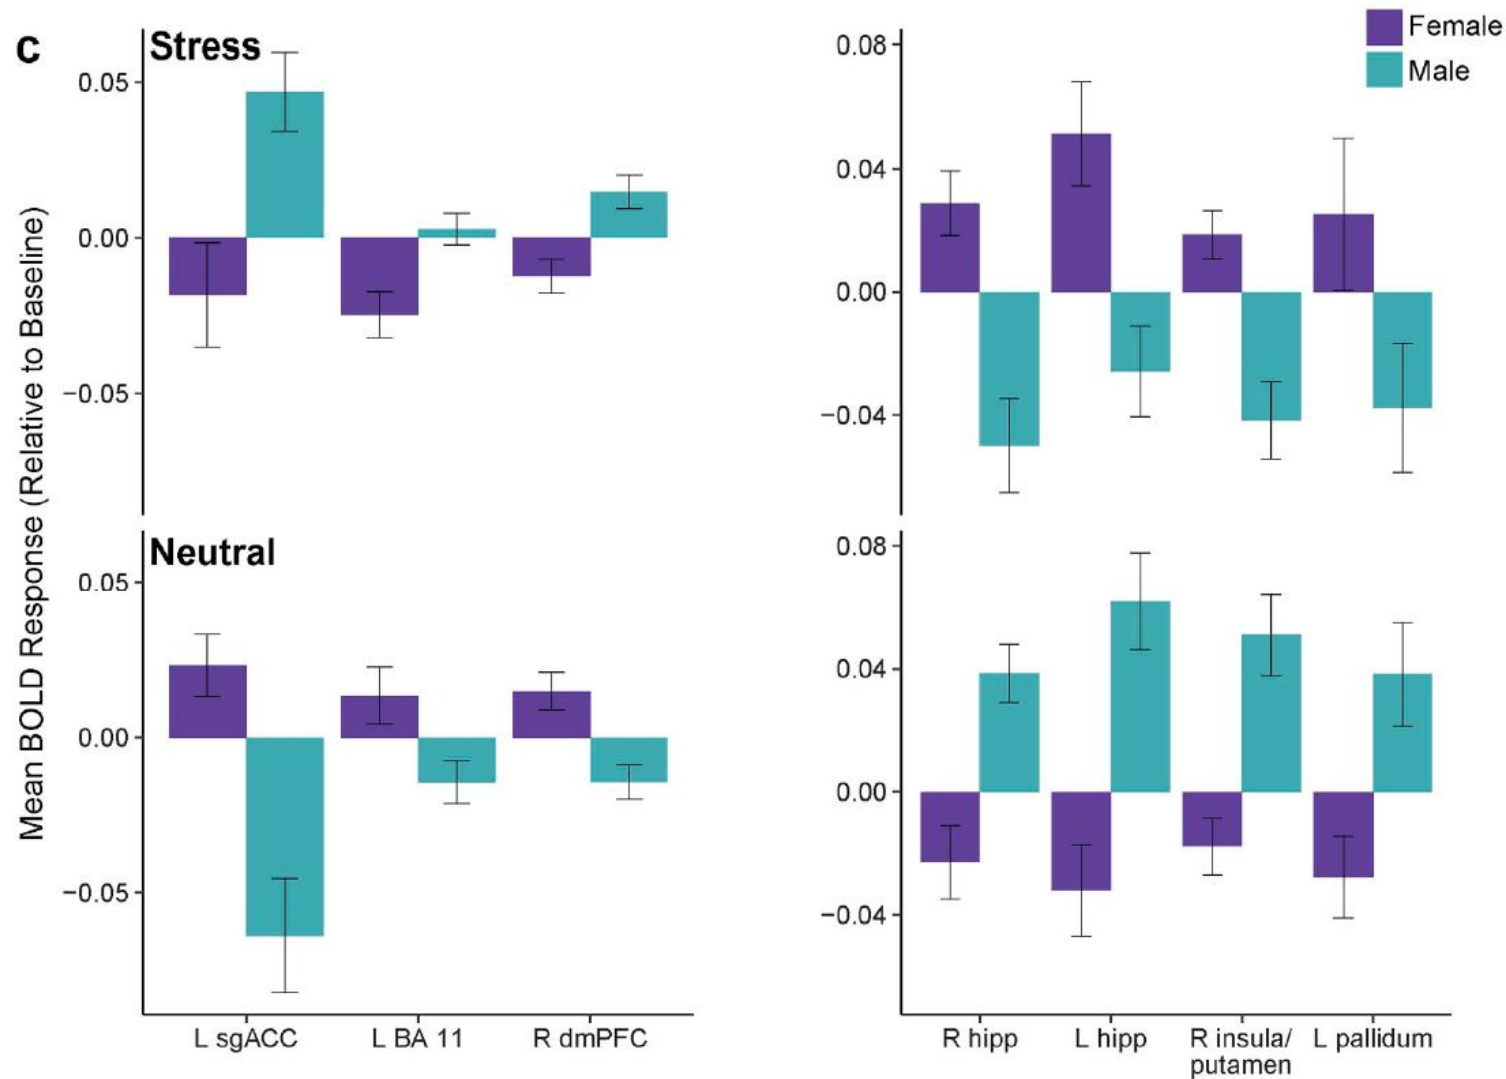 c
Stress
Female
Male
Mean BOLD Response (Relative to Baseline)
0.05
0.00
−0.05
0.08
0.04
0.00
−0.04
Neutral
0.05
0.00
−0.05
0.08
0.04
0.00
−0.04
L sgACC
L BA 11
R dmPFC
R hipp
L hipp
R insula/
putamen
L pallidum